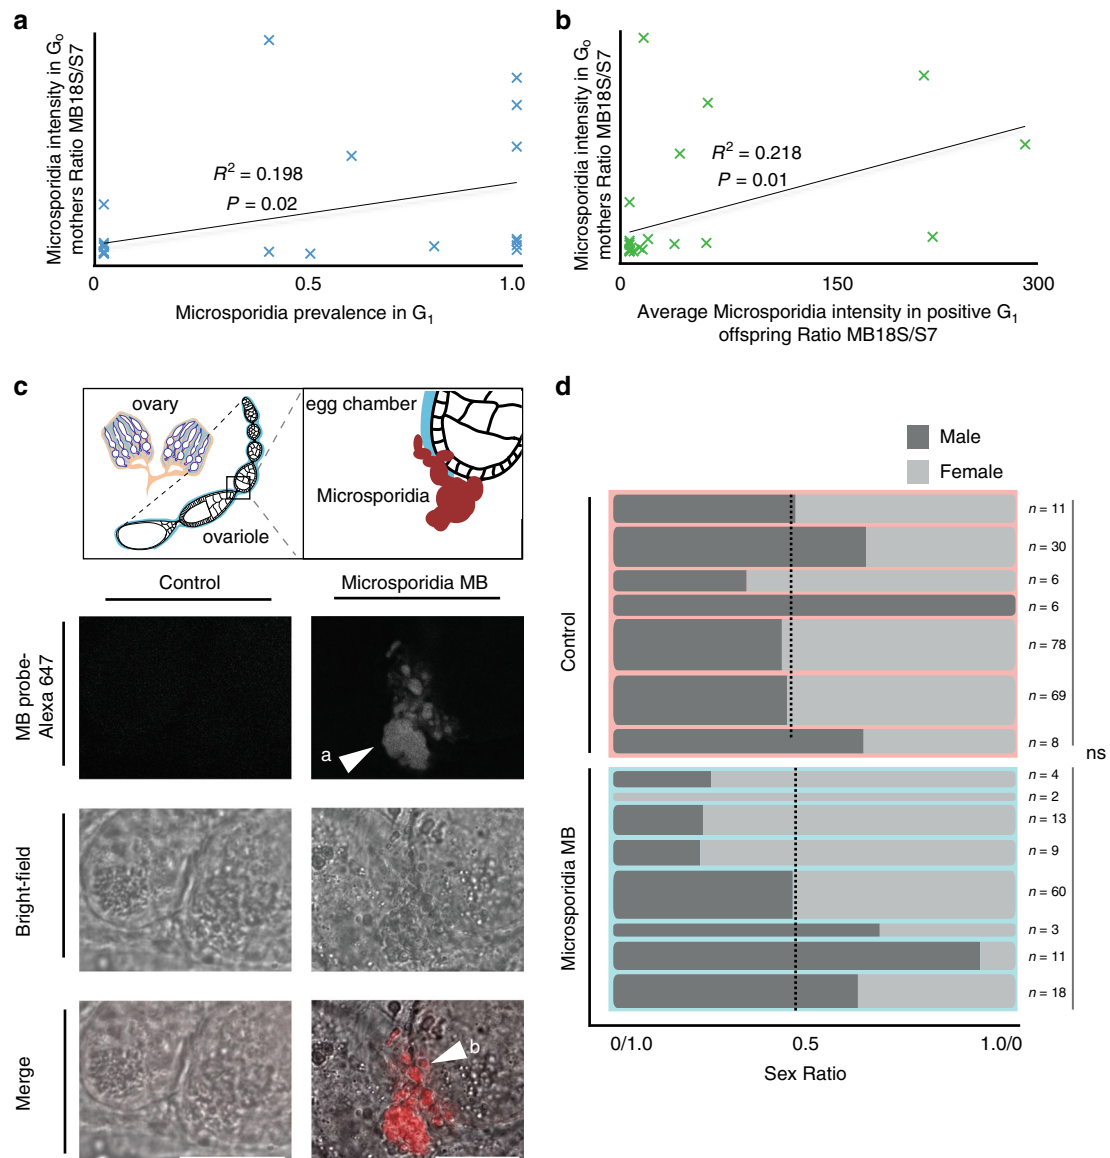 a
Microsporidia intensity in Go
mothers Ratio MB18S/S7
R² = 0.198
P = 0.02
0
0.5
1.0
Microsporidia prevalence in G1
b
Microsporidia intensity in Go
mothers Ratio MB18S/S7
R² = 0.218
P = 0.01
0
150
300
Average Microsporidia intensity in positive G1
offspring Ratio MB18S/S7
c
ovary
ovariole
egg chamber
Microsporidia
Control
Microsporidia MB
MB probe-
Alexa 647
a
Bright-field
Merge
b
d
Male
Female
Control
n = 11
n = 30
n = 6
n = 6
n = 78
n = 69
n = 8
ns
Microsporidia MB
n = 4
n = 2
n = 13
n = 9
n = 60
n = 3
n = 11
n = 18
0/1.0
0.5
1.0/0
Sex Ratio